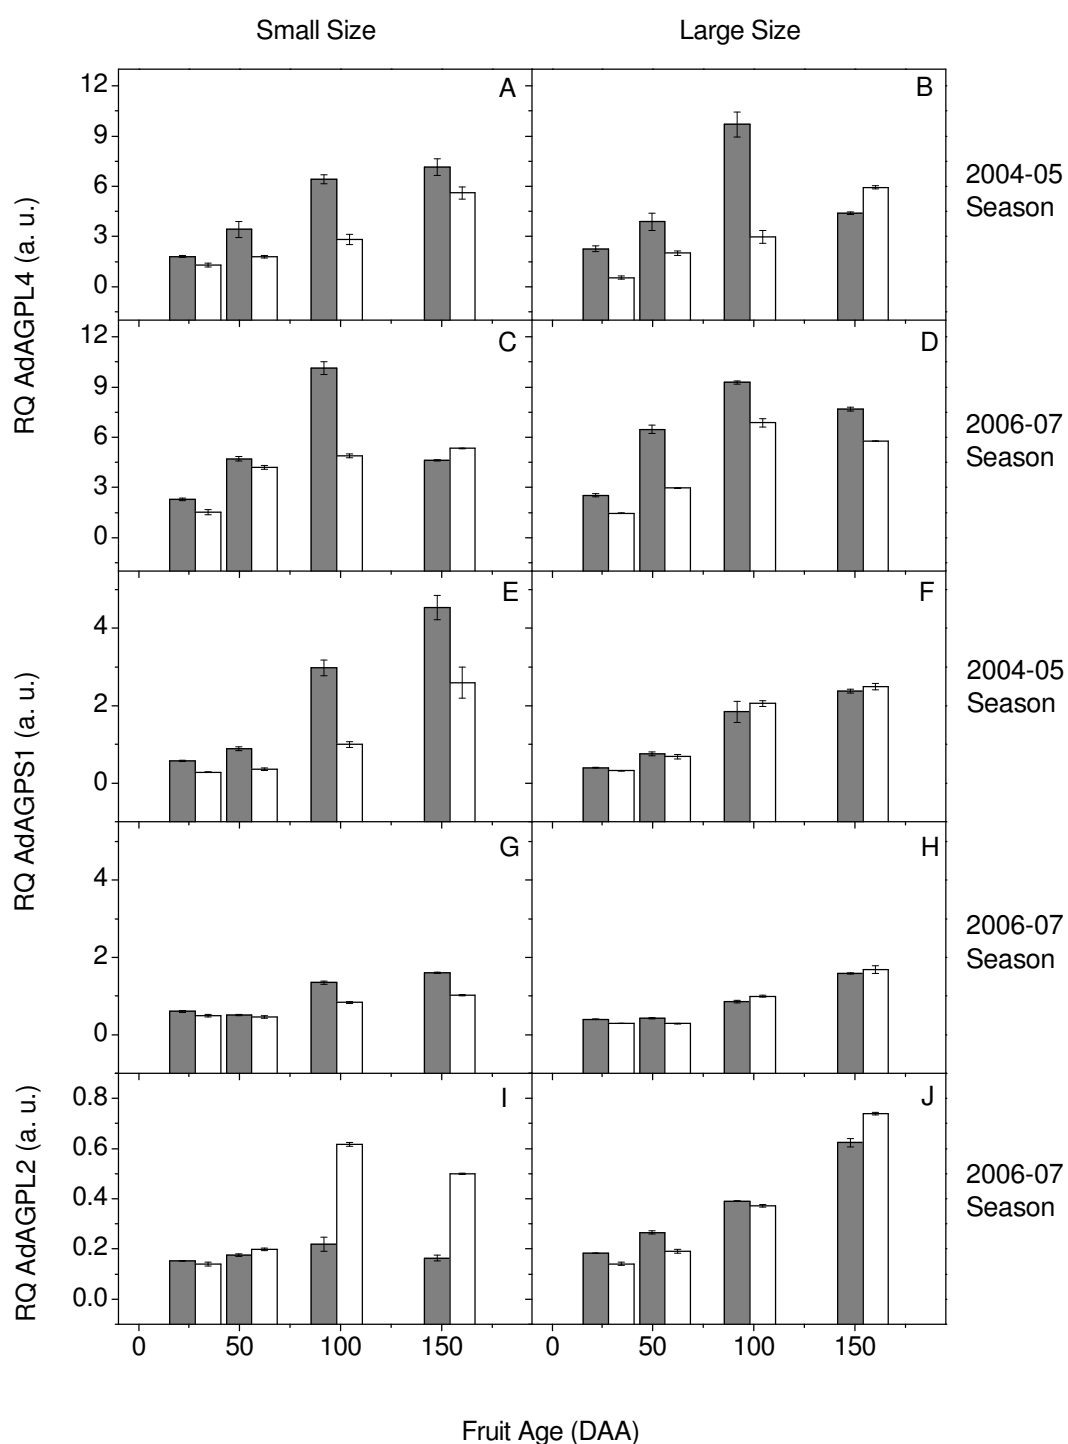 Small Size Large Size
A B
12
9
6
3
0
RQ AdAGPL4 (a. u.)
2004-05
Season
C D
12
9
6
3
0
2006-07
Season
E F
4
2
0
RQ AdAGPS1 (a. u.)
2004-05
Season
G H
4
2
0
2006-07
Season
I J
0.8
0.6
0.4
0.2
0.0
RQ AdAGPL2 (a. u.)
2006-07
Season
0 50 100 150 0 50 100 150
Fruit Age (DAA)